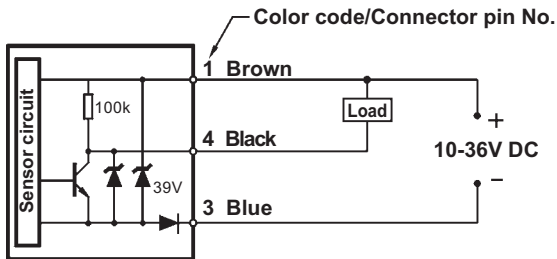 Color code/Connector pin No.
1 Brown
100k
Load
+
Sensor circuit
4 Black
10-36V DC
39V
−
3 Blue